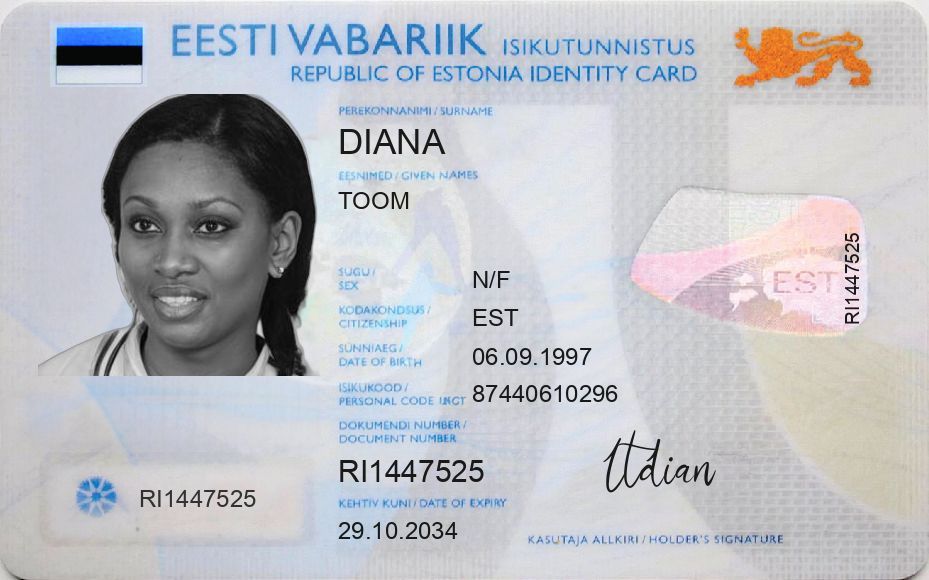 EESTI VABARIIK ISIKUTUNNISTUS
REPUBLIC OF ESTONIA IDENTITY CARD
PEREKONNANIMI / SURNAME
DIANA
EESNIMED / GIVEN NAMES
TOOM
SUGU /
SEX
N/F
KODAKONDSUS /
CITIZENSHIP
EST
SÜNNIAEG /
DATE OF BIRTH
06.09.1997
ISIKUKOOD /
PERSONAL CODE
87440610296
DOKUMENDI NUMBER /
DOCUMENT NUMBER
RI1447525
KEHTIV KUNI / DATE OF EXPIRY
29.10.2034
RI1447525
EST
RI1447525
KASUTAJA ALLKIRI / HOLDER'S SIGNATURE